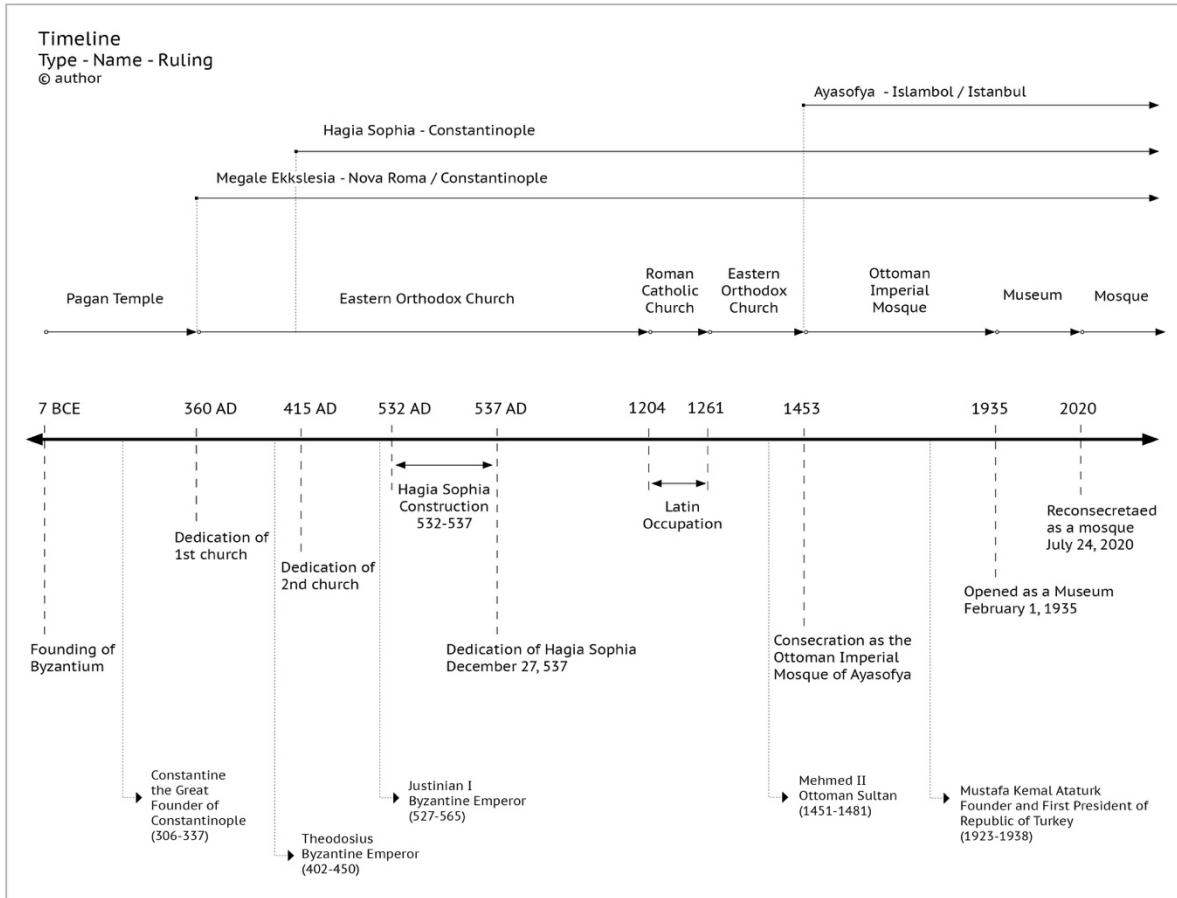 Timeline
Type - Name - Ruling
© author
Ayasofya - Islambol / Istanbul
Hagia Sophia - Constantinople
Megale Ekkslesia - Nova Roma / Constantinople
Pagan Temple
Eastern Orthodox Church
Roman
Catholic
Church
Eastern
Orthodox
Church
Ottoman
Imperial
Mosque
Museum
Mosque
7 BCE
360 AD
415 AD
532 AD
537 AD
1204
1261
1453
1935
2020
Hagia Sophia
Construction
532-537
Latin
Occupation
Dedication of
1st church
Dedication of
2nd church
Reconsecretaed
as a mosque
July 24, 2020
Opened as a Museum
February 1, 1935
Founding of
Byzantium
Dedication of Hagia Sophia
December 27, 537
Consecration as the
Ottoman Imperial
Mosque of Ayasofya
Constantine
the Great
Founder of
Constantinople
(306-337)
Theodosius
Byzantine Emperor
(402-450)
Justinian I
Byzantine Emperor
(527-565)
Mehmed II
Ottoman Sultan
(1451-1481)
Mustafa Kemal Ataturk
Founder and First President of
Republic of Turkey
(1923-1938)